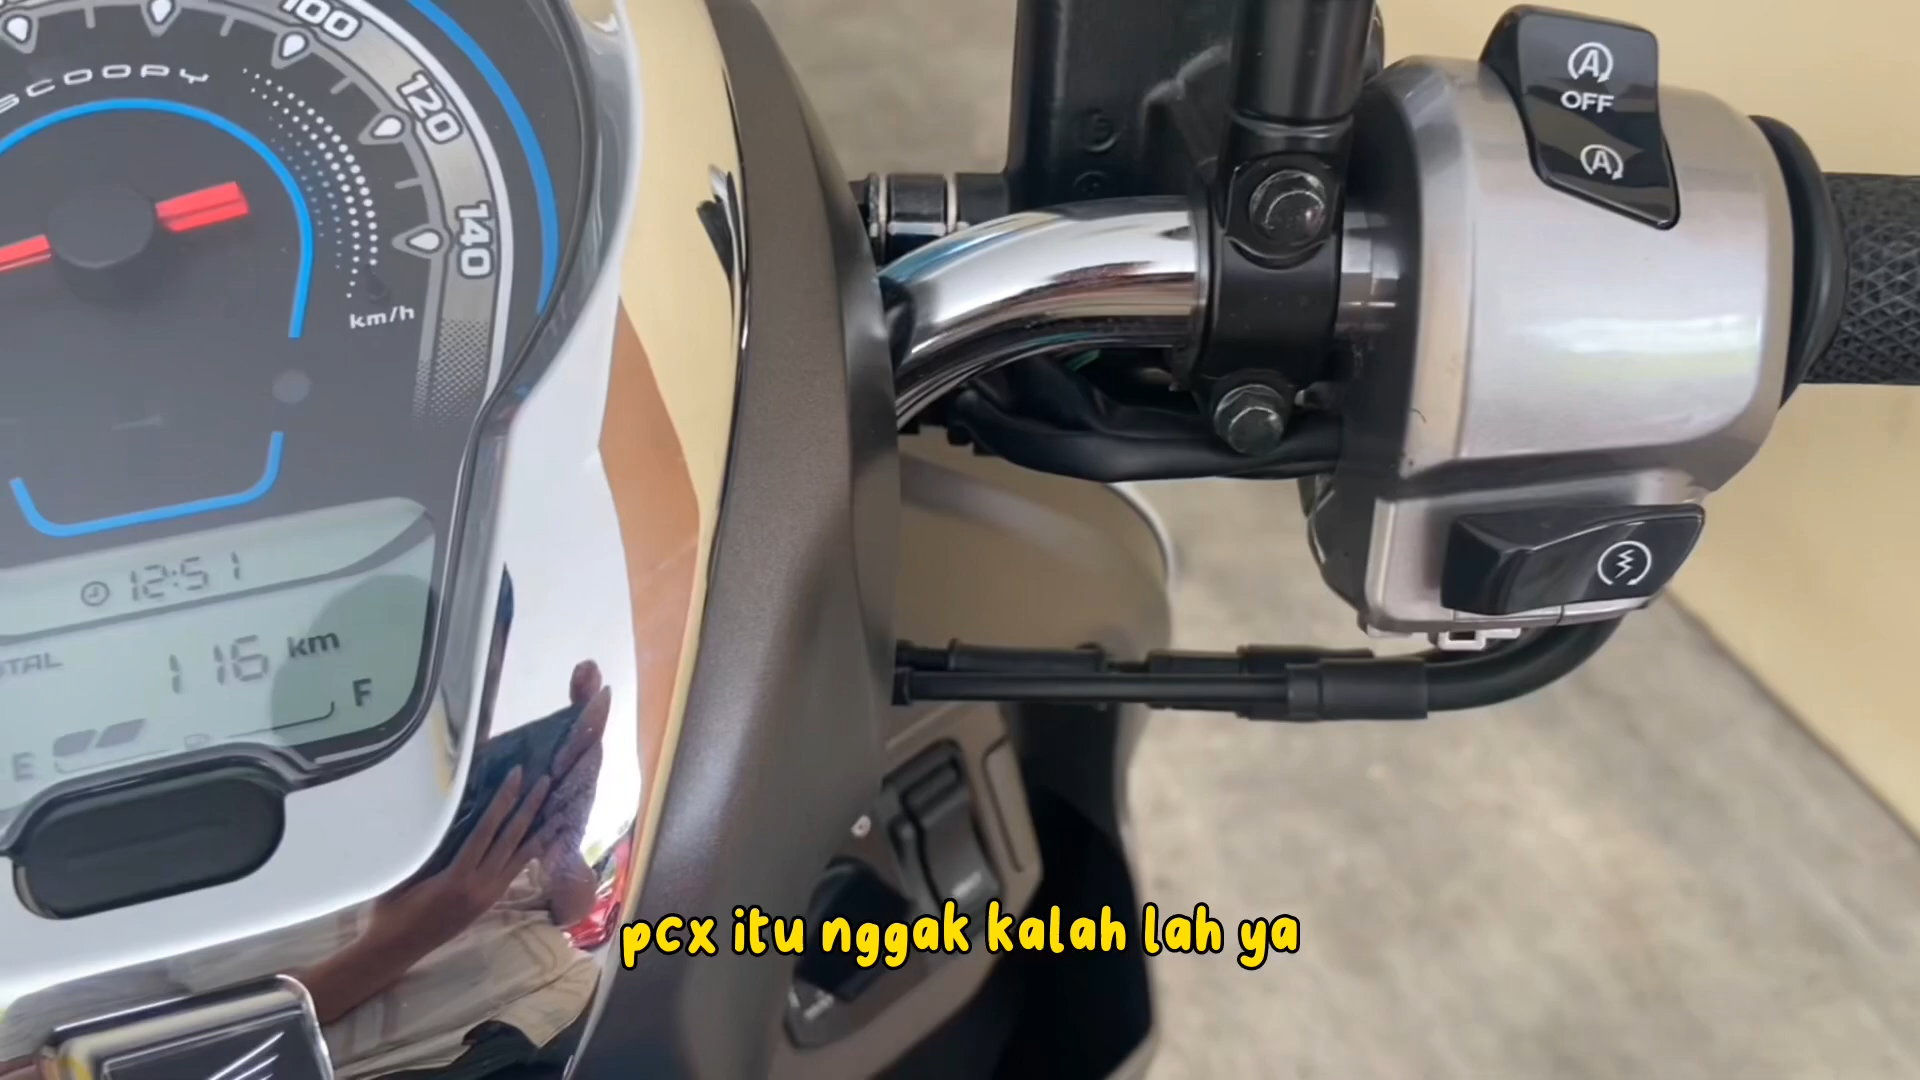 SCOOPY
100
120
140
km/h
12:51
116 km
E
F
A
OFF
A
pcx itu nggak kalah lah ya